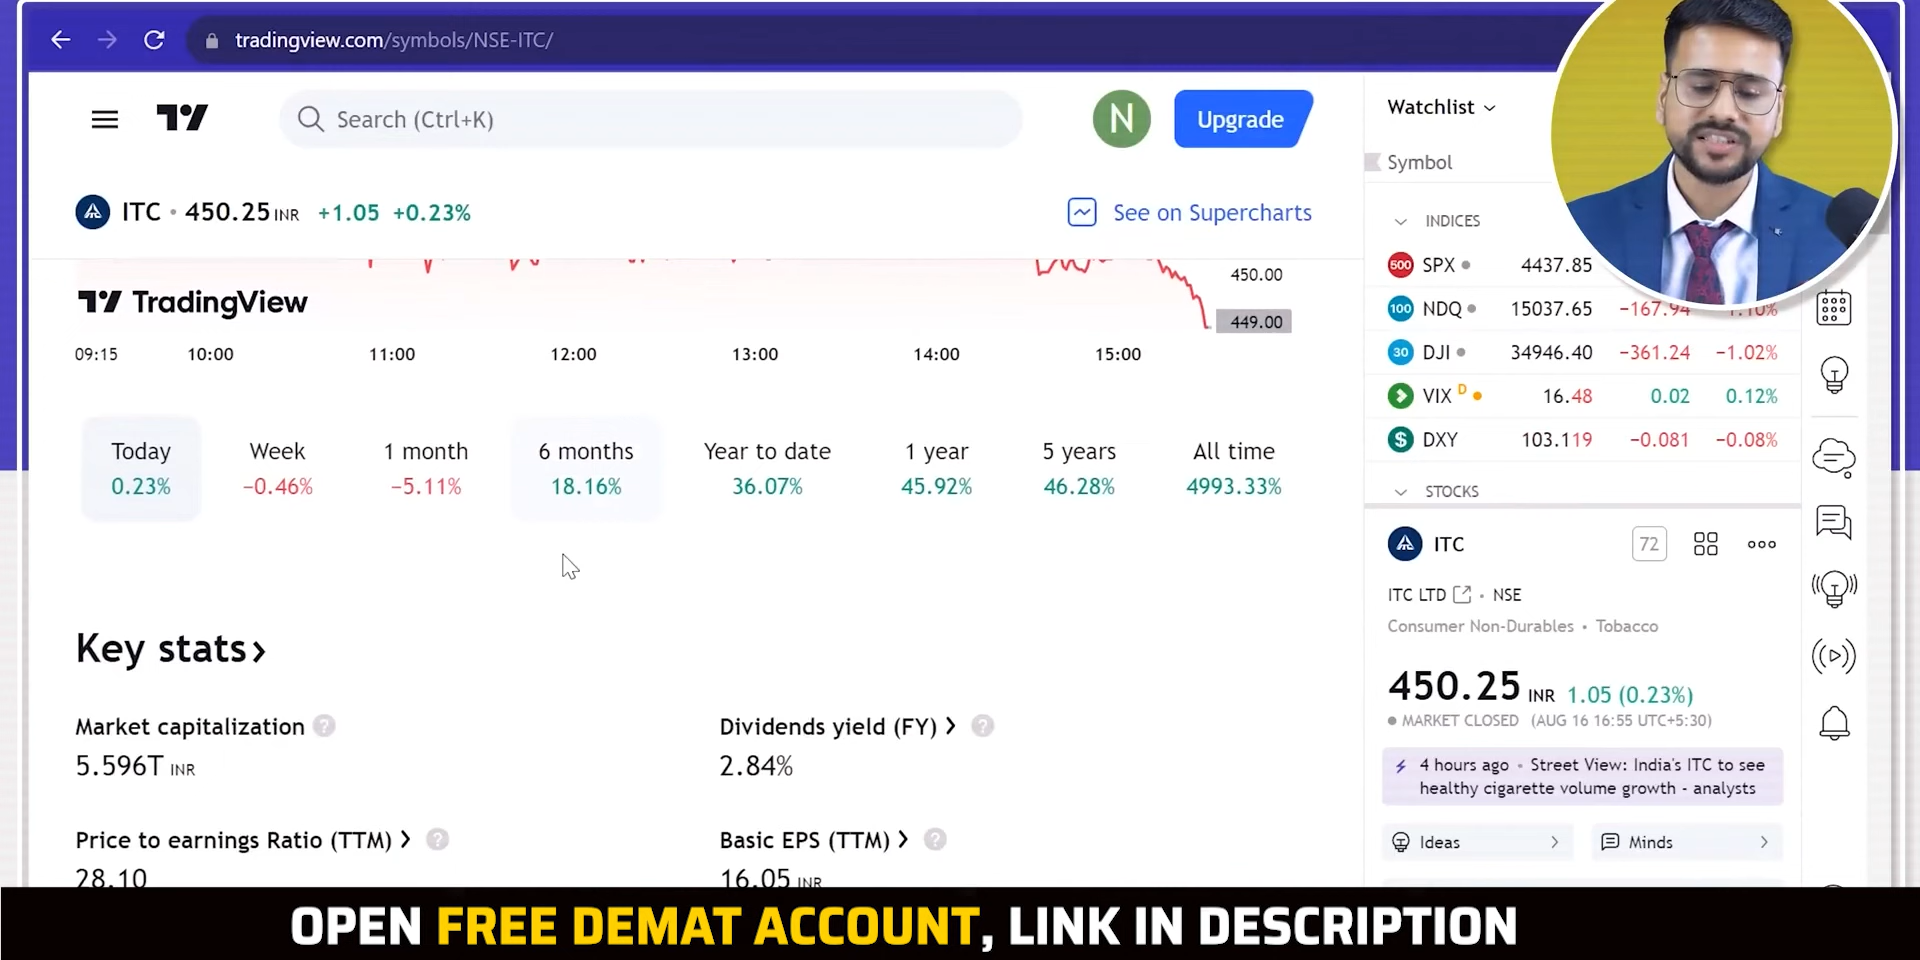 tradingview.com/symbols/NSE-ITC/
Search (Ctrl+K)
N
Upgrade
ITC • 450.25 INR +1.05 +0.23%
See on Supercharts
450.00
449.00
TradingView
09:15 10:00 11:00 12:00 13:00 14:00 15:00
Today Week 1 month 6 months Year to date 1 year 5 years All time
0.23% −0.46% −5.11% 18.16% 36.07% 45.92% 46.28% 4993.33%
Key stats
Market capitalization
5.596T INR
Dividends yield (FY)
2.84%
Price to earnings Ratio (TTM)
28.10
Basic EPS (TTM)
16.05 INR
Watchlist
Symbol
INDICES
500 SPX 4437.85
100 NDQ 15037.65 −167.94 −1.10%
30 DJI 34946.40 −361.24 −1.02%
VIX D 16.48 0.02 0.12%
$ DXY 103.119 −0.081 −0.08%
STOCKS
ITC 72
ITC LTD • NSE
Consumer Non-Durables • Tobacco
450.25 INR 1.05 (0.23%)
MARKET CLOSED (AUG 16 16:55 UTC+5:30)
4 hours ago • Street View: India's ITC to see
healthy cigarette volume growth - analysts
Ideas
Minds
OPEN FREE DEMAT ACCOUNT, LINK IN DESCRIPTION